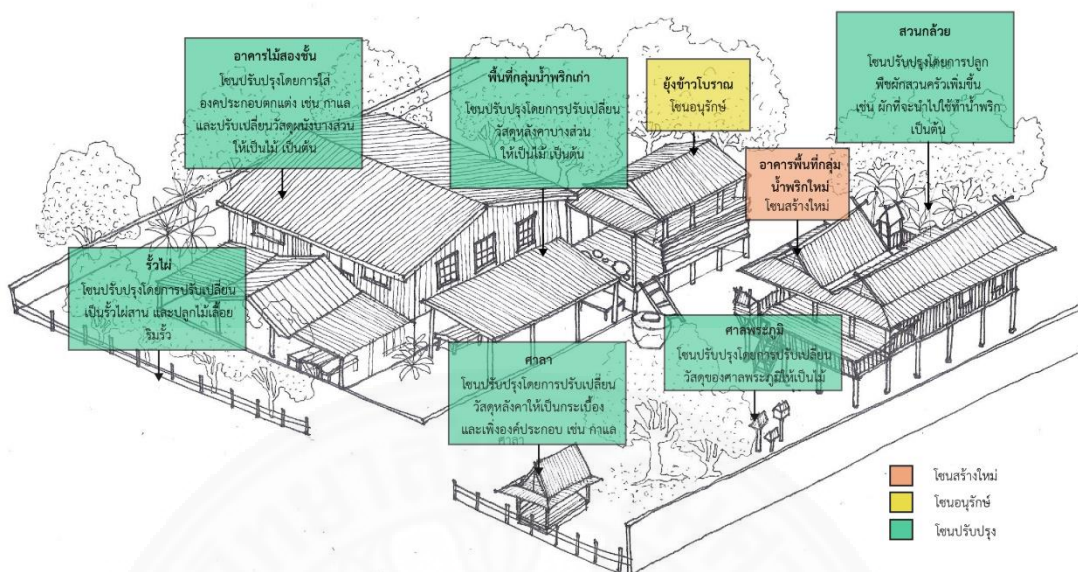 อาคารไม้สองชั้น
โซนปรับปรุงโดยการใส่
องค์ประกอบตกแต่ง เช่น กาแล
และปรับเปลี่ยนวัสดุผนังบางส่วน
ให้เป็นไม้ เป็นต้น
พื้นที่กลุ่มน้ำพริกเก่า
โซนปรับปรุงโดยการปรับเปลี่ยน
วัสดุหลังคาบางส่วน
ให้เป็นไม้ เป็นต้น
ยุ้งข้าวโบราณ
โซนอนุรักษ์
สวนกล้วย
โซนปรับปรุงโดยการปลูก
พืชผักสวนครัวเพิ่มขึ้น
เช่น ผักที่จะนำไปใช้ทำน้ำพริก
เป็นต้น
อาคารพื้นที่กลุ่ม
น้ำพริกใหม่
โซนสร้างใหม่
รั้วไผ่
โซนปรับปรุงโดยการปรับเปลี่ยน
เป็นรั้วไผ่สาน และปลูกไม้เลื้อย
ริมรั้ว
ศาลา
โซนปรับปรุงโดยการปรับเปลี่ยน
วัสดุหลังคาให้เป็นกระเบื้อง
และเพิ่งองค์ประกอบ เช่น กาแล
ศาลา
ศาลพระภูมิ
โซนปรับปรุงโดยการปรับเปลี่ยน
วัสดุของศาลพระภูมิให้เป็นไม้
โซนสร้างใหม่
โซนอนุรักษ์
โซนปรับปรุง